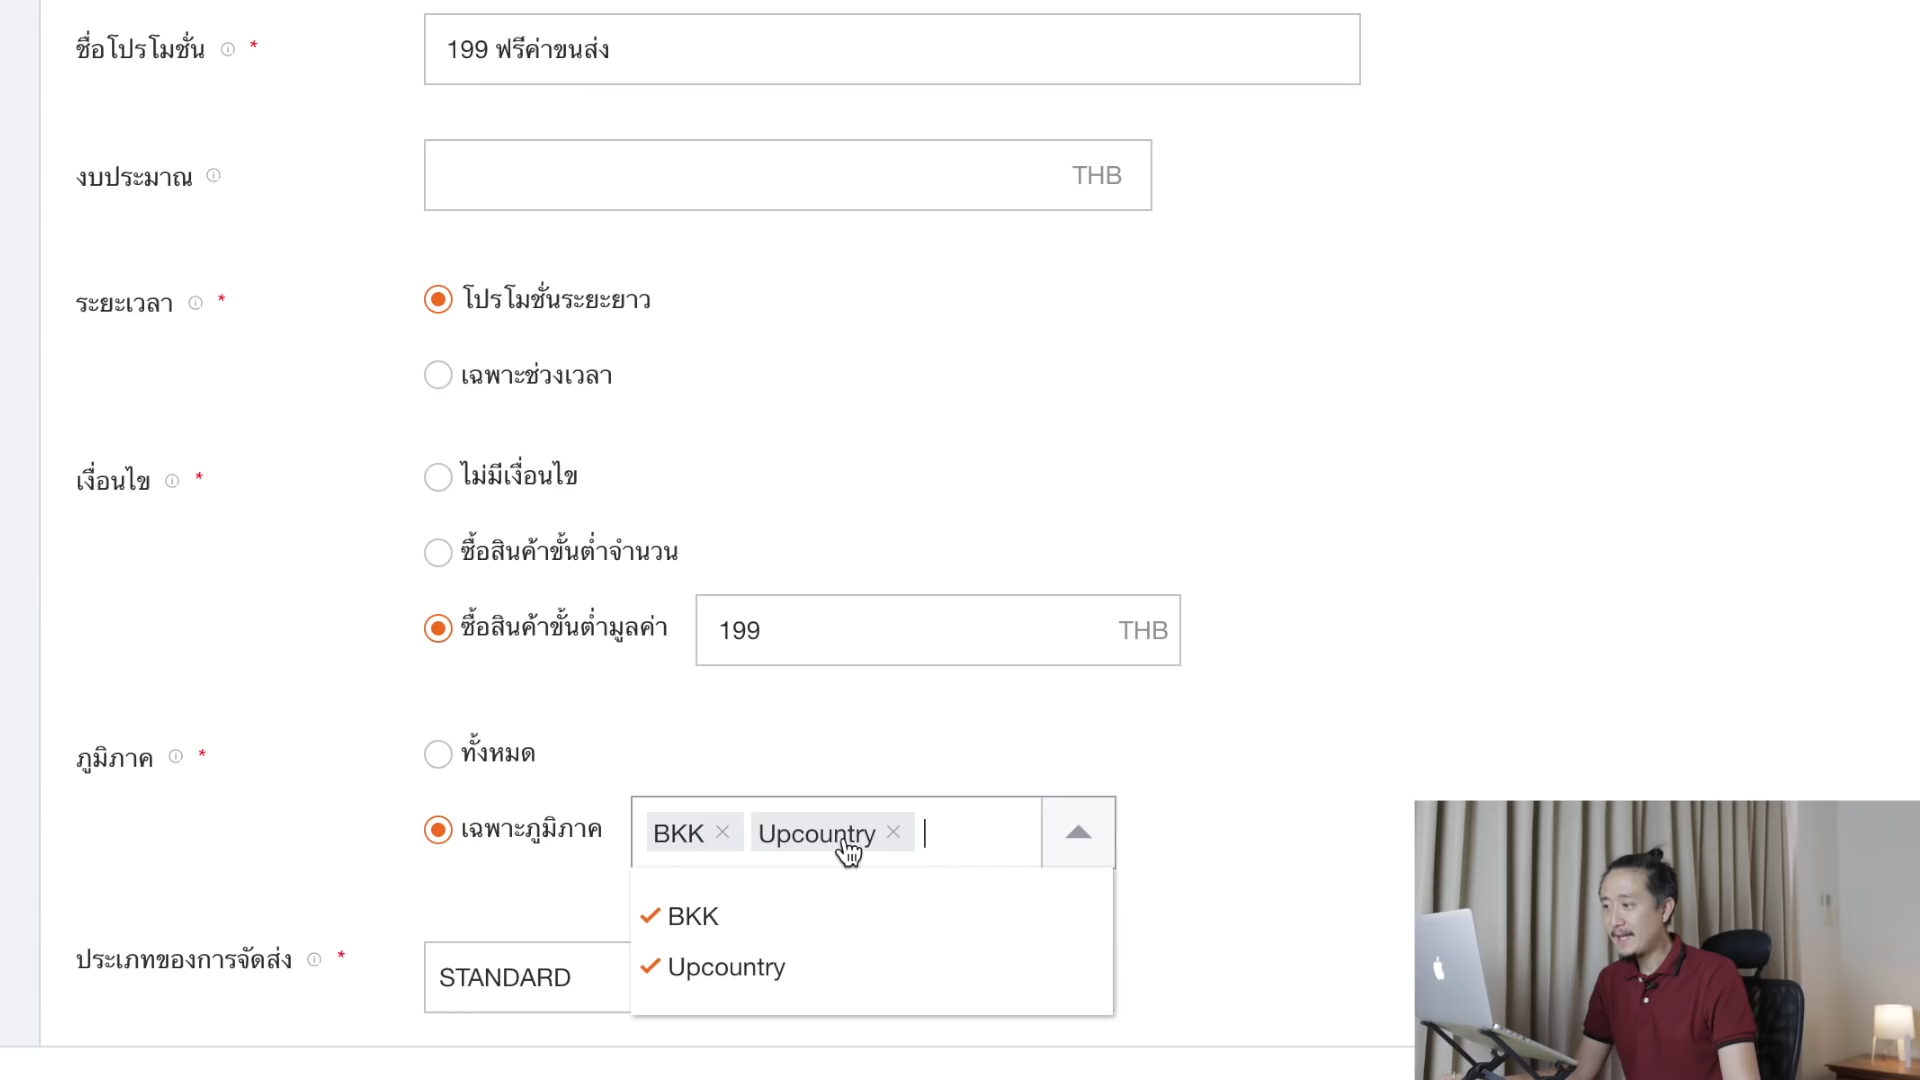 ชื่อโปรโมชั่น *
199 ฟรีค่าขนส่ง
งบประมาณ
THB
ระยะเวลา *
โปรโมชั่นระยะยาว
เฉพาะช่วงเวลา
เงื่อนไข *
ไม่มีเงื่อนไข
ซื้อสินค้าขั้นต่ำจำนวน
ซื้อสินค้าขั้นต่ำมูลค่า 199 THB
ภูมิภาค *
ทั้งหมด
เฉพาะภูมิภาค BKK × Upcountry ×
BKK
Upcountry
ประเภทของการจัดส่ง *
STANDARD